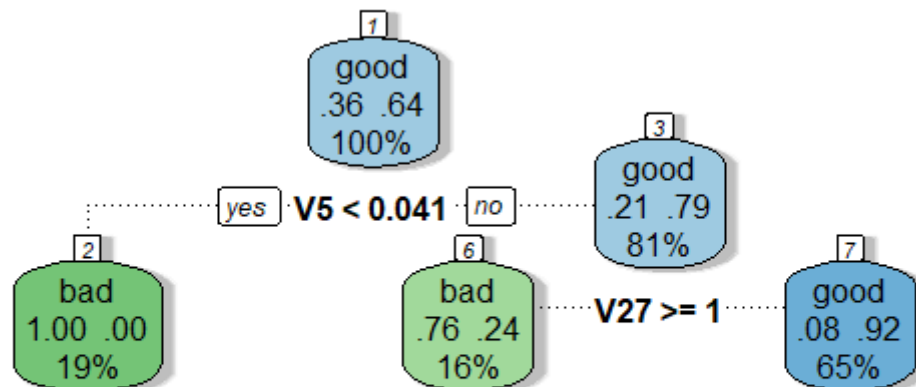 1
good
.36 .64
100%
3
good
.21 .79
81%
yes V5 < 0.041 no
2
bad
1.00 .00
19%
6
bad
.76 .24
16%
V27 >= 1
7
good
.08 .92
65%